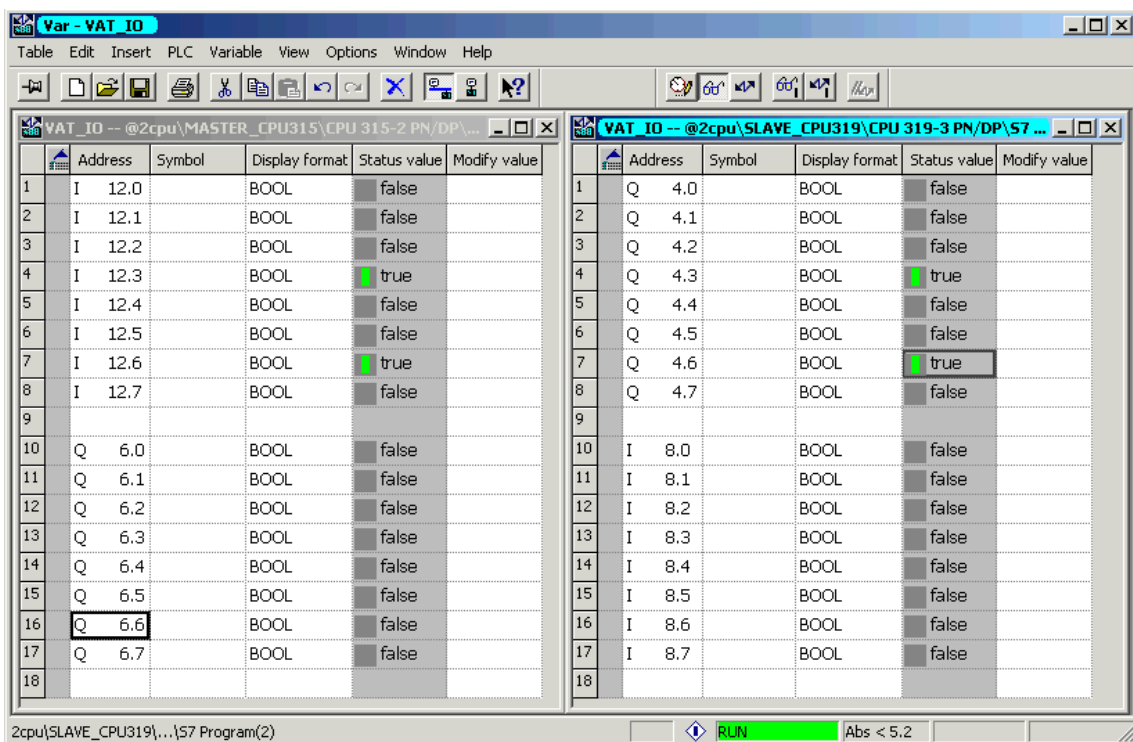 Var - VAT_IO
Table Edit Insert PLC Variable View Options Window Help
VAT_IO -- @2cpu\MASTER_CPU315\CPU 315-2 PN/DP\...
Address Symbol Display format Status value Modify value
1 I 12.0 BOOL false
2 I 12.1 BOOL false
3 I 12.2 BOOL false
4 I 12.3 BOOL true
5 I 12.4 BOOL false
6 I 12.5 BOOL false
7 I 12.6 BOOL true
8 I 12.7 BOOL false
9
10 Q 6.0 BOOL false
11 Q 6.1 BOOL false
12 Q 6.2 BOOL false
13 Q 6.3 BOOL false
14 Q 6.4 BOOL false
15 Q 6.5 BOOL false
16 Q 6.6 BOOL false
17 Q 6.7 BOOL false
18
VAT_IO -- @2cpu\SLAVE_CPU319\CPU 319-3 PN/DP\S7 ...
Address Symbol Display format Status value Modify value
1 Q 4.0 BOOL false
2 Q 4.1 BOOL false
3 Q 4.2 BOOL false
4 Q 4.3 BOOL true
5 Q 4.4 BOOL false
6 Q 4.5 BOOL false
7 Q 4.6 BOOL true
8 Q 4.7 BOOL false
9
10 I 8.0 BOOL false
11 I 8.1 BOOL false
12 I 8.2 BOOL false
13 I 8.3 BOOL false
14 I 8.4 BOOL false
15 I 8.5 BOOL false
16 I 8.6 BOOL false
17 I 8.7 BOOL false
18
2cpu\SLAVE_CPU319\...\S7 Program(2) RUN Abs < 5.2